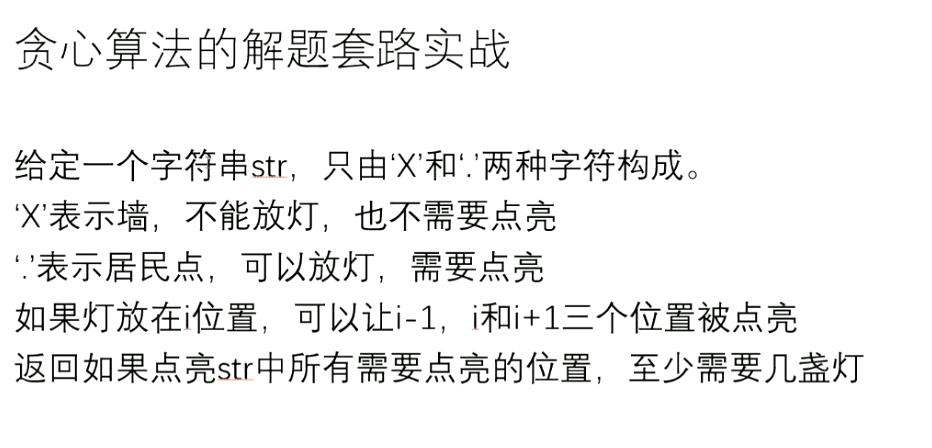 贪心算法的解题套路实战
给定一个字符串str，只由‘X’和‘.’两种字符构成。
‘X’表示墙，不能放灯，也不需要点亮
‘.’表示居民点，可以放灯，需要点亮
如果灯放在i位置，可以让i-1，i和i+1三个位置被点亮
返回如果点亮str中所有需要点亮的位置，至少需要几盏灯